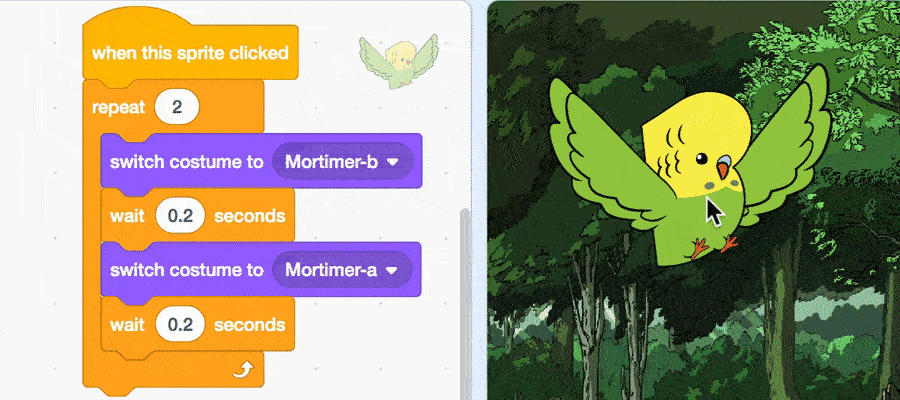 when this sprite clicked
repeat 2
switch costume to Mortimer-b
wait 0.2 seconds
switch costume to Mortimer-a
wait 0.2 seconds